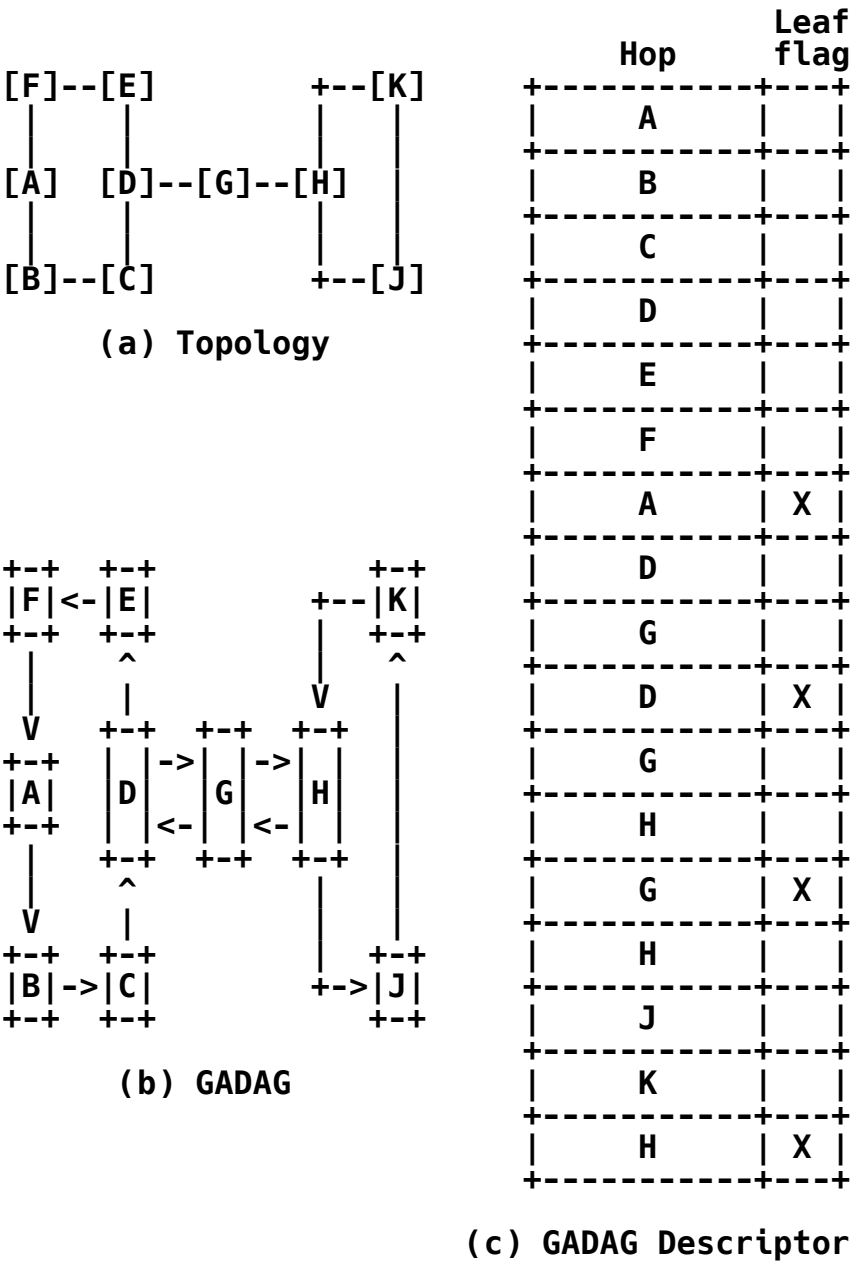 [F]--[E]
+--[K]
[A]
[D]--[G]--[H]
[B]--[C]
+--[J]
(a) Topology
|F|<-|E|
+--|K|
V
V
|A|
|D|
->
|G|
->
|H|
<-
<-
V
|B|->|C|
+->|J|
(b) GADAG
Leaf
Hop flag
A
B
C
D
E
F
A X
D
G
D X
G
H
G X
H
J
K
H X
(c) GADAG Descriptor